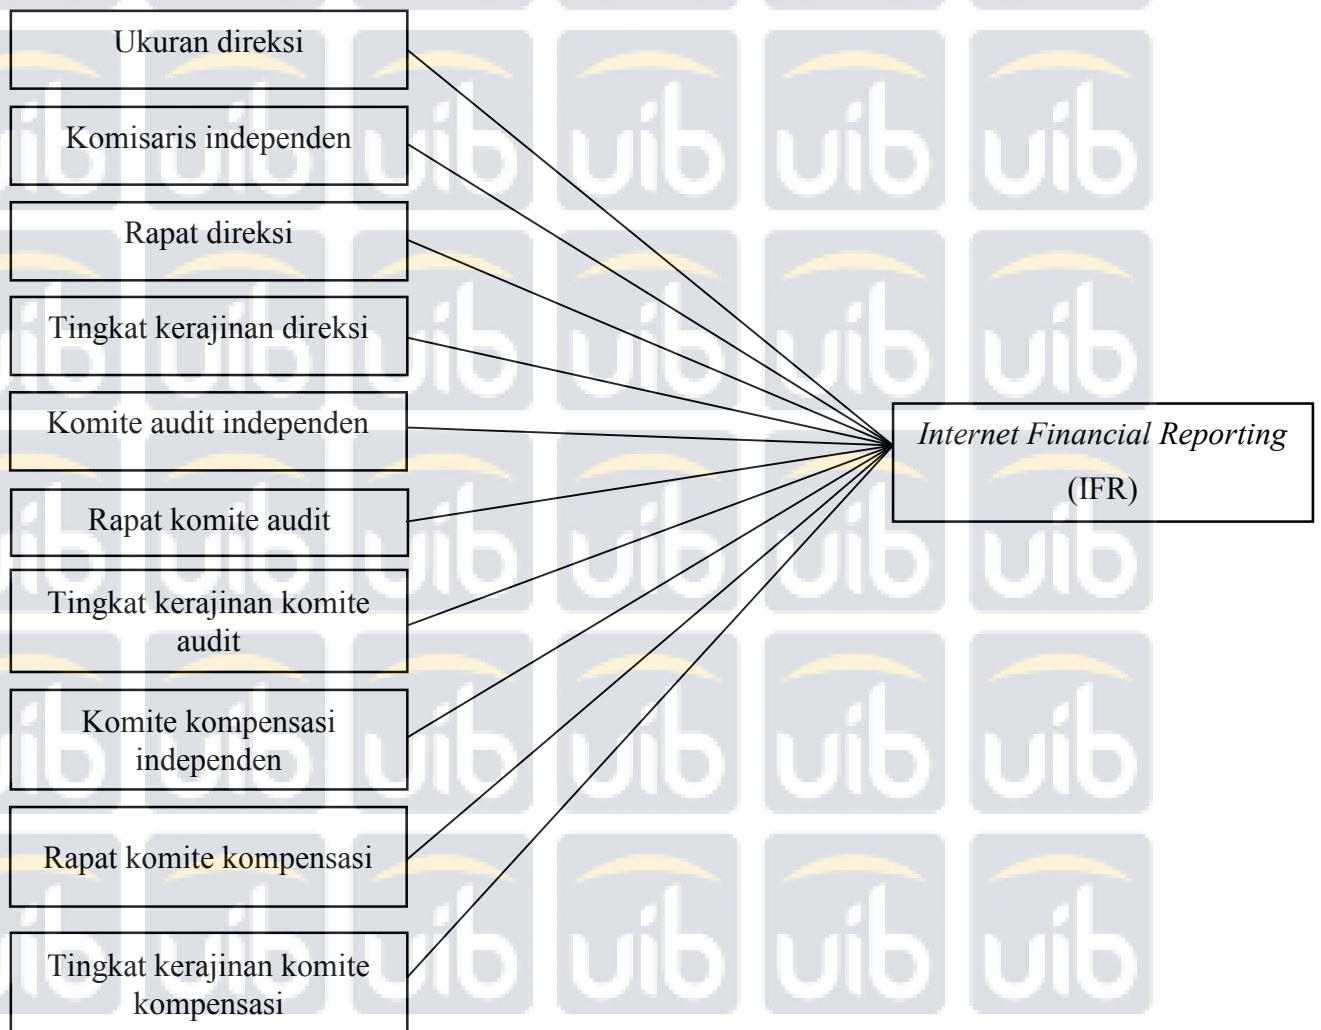 Ukuran direksi
Komisaris independen
Rapat direksi
Tingkat kerajinan direksi
Komite audit independen
Rapat komite audit
Tingkat kerajinan komite
audit
Komite kompensasi
independen
Rapat komite kompensasi
Tingkat kerajinan komite
kompensasi
Internet Financial Reporting
(IFR)
uib